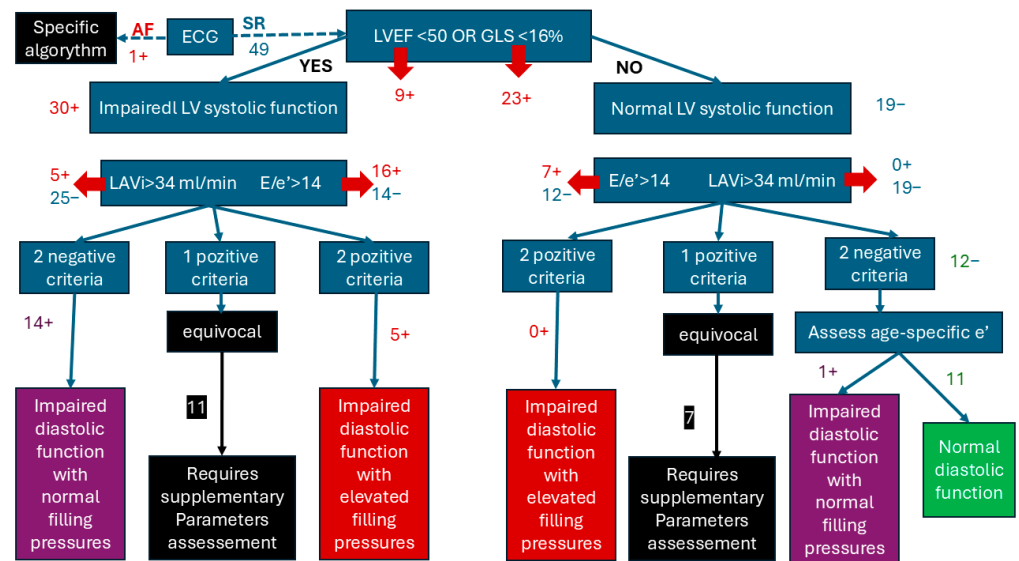 Specific
algorythm
AF
1+
ECG
SR
49
LVEF <50 OR GLS <16%
YES
9+
23+
NO
30+
Impairedl LV systolic function
Normal LV systolic function
19−
5+
25−
LAVi>34 ml/min E/e'>14
16+
14−
7+
12−
E/e'>14 LAVi>34 ml/min
0+
19−
2 negative
criteria
1 pozitive
criteria
2 pozitive
criteria
2 pozitive
criteria
1 pozitive
criteria
2 negative
criteria
12−
14+
equivocal
5+
0+
equivocal
Assess age-specific e'
1+
11
11
7
Impaired
diastolic
function
with
normal
filling
pressures
Requires
supplementary
Parameters
assessement
Impaired
diastolic
function
with
elevated
filling
pressures
Impaired
diastolic
function
with
elevated
filling
pressures
Requires
supplementary
Parameters
assessement
Impaired
diastolic
function
with
normal
filling
pressures
Normal
diastolic
function